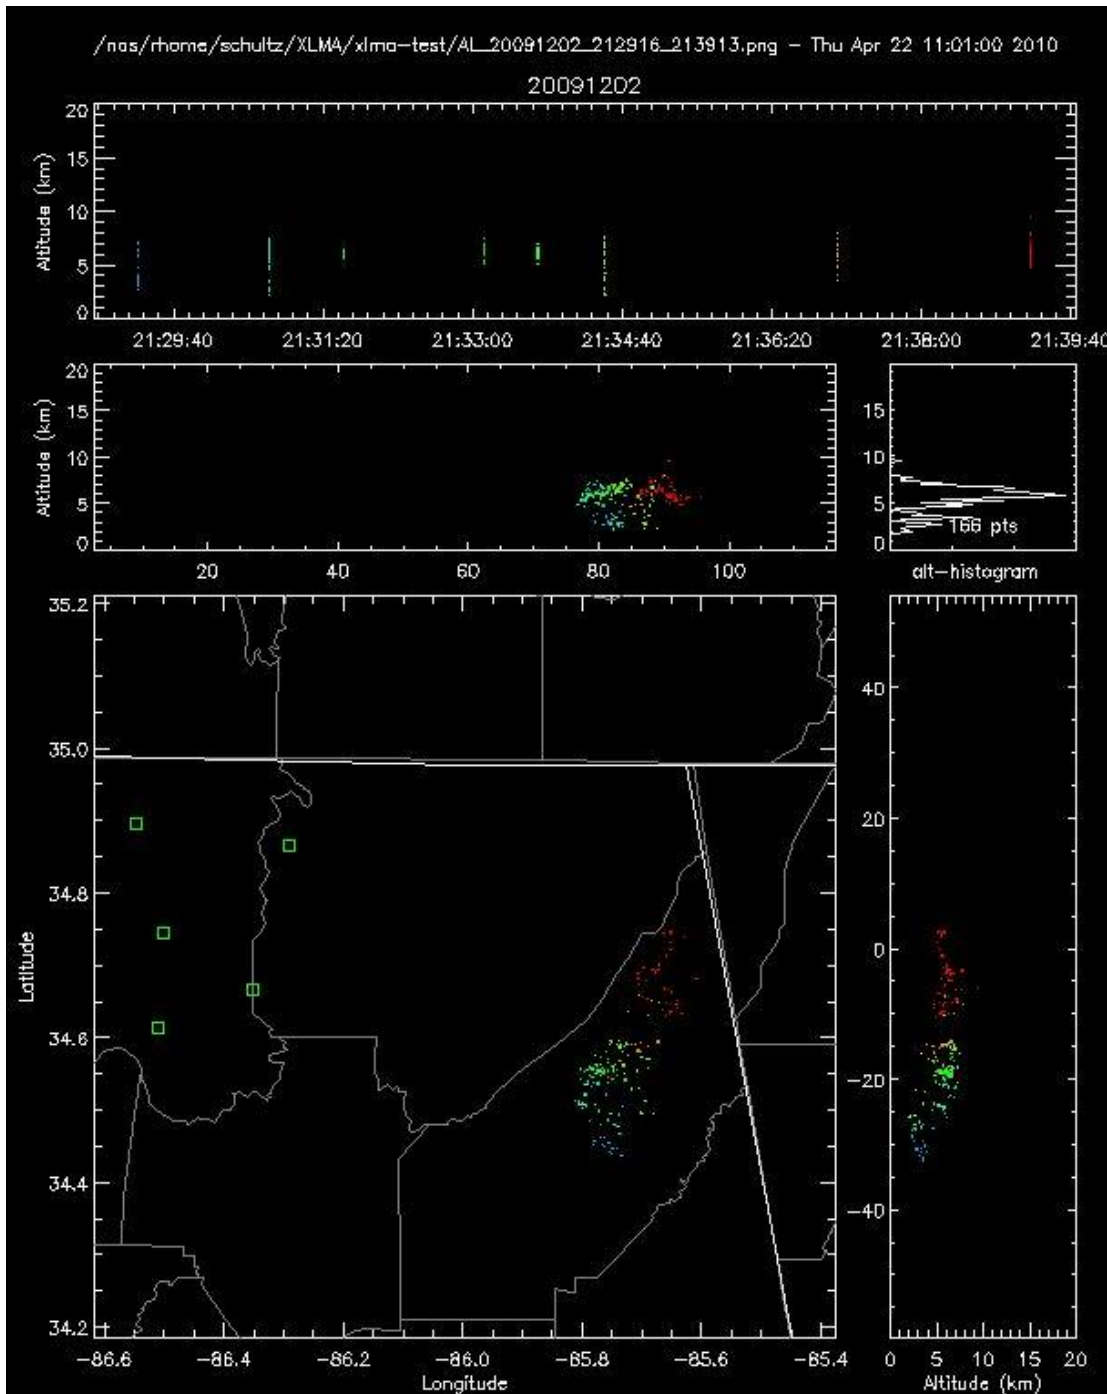 /nas/rhome/schultz/XLMA/xlma-test/AL_20091202_212916_213913.png - Thu Apr 22 11:01:00 2010
20091202
Altitude (km)
20
15
10
5
0
21:29:40 21:31:20 21:33:00 21:34:40 21:36:20 21:38:00 21:39:40
Altitude (km)
20
15
10
5
0
20 40 60 80 100
15
10
5
0
166 pts
alt-histogram
Latitude
35.2
35.0
34.8
34.6
34.4
34.2
-86.6 -86.4 -86.2 -86.0 -85.8 -85.6 -85.4
Longitude
40
20
0
-20
-40
0 5 10 15 20
Altitude (km)